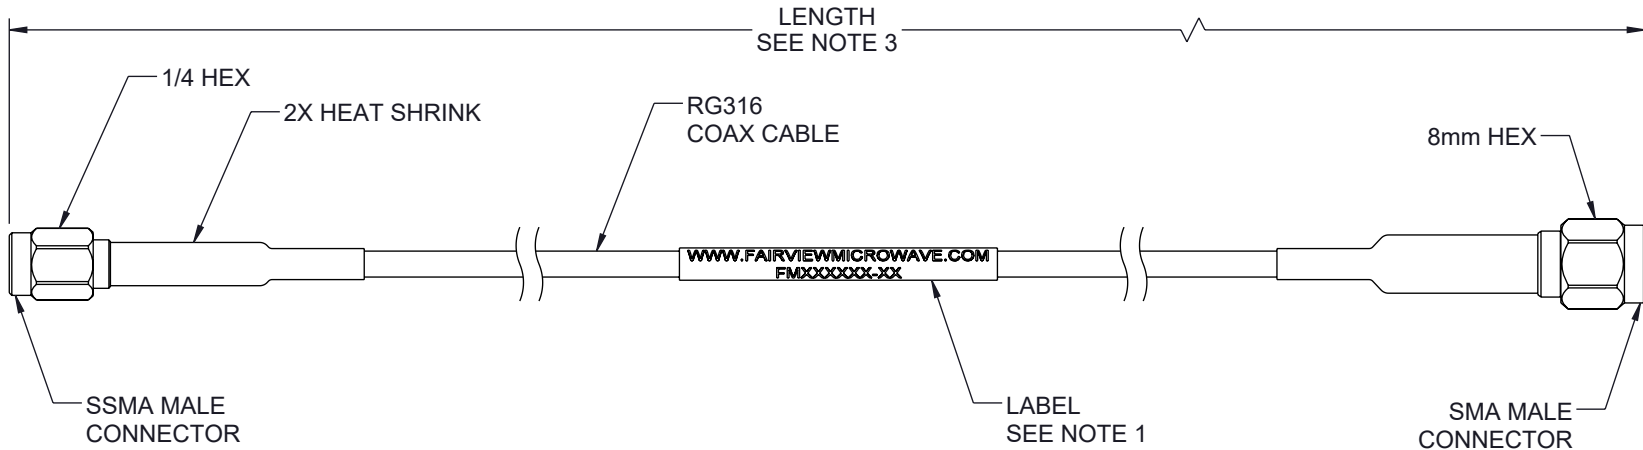 LENGTH
SEE NOTE 3
1/4 HEX
2X HEAT SHRINK
RG316
COAX CABLE
8mm HEX
WWW.FAIRVIEWMICROWAVE.COM
FMXXXXXX-XX
SSMA MALE
CONNECTOR
LABEL
SEE NOTE 1
SMA MALE
CONNECTOR